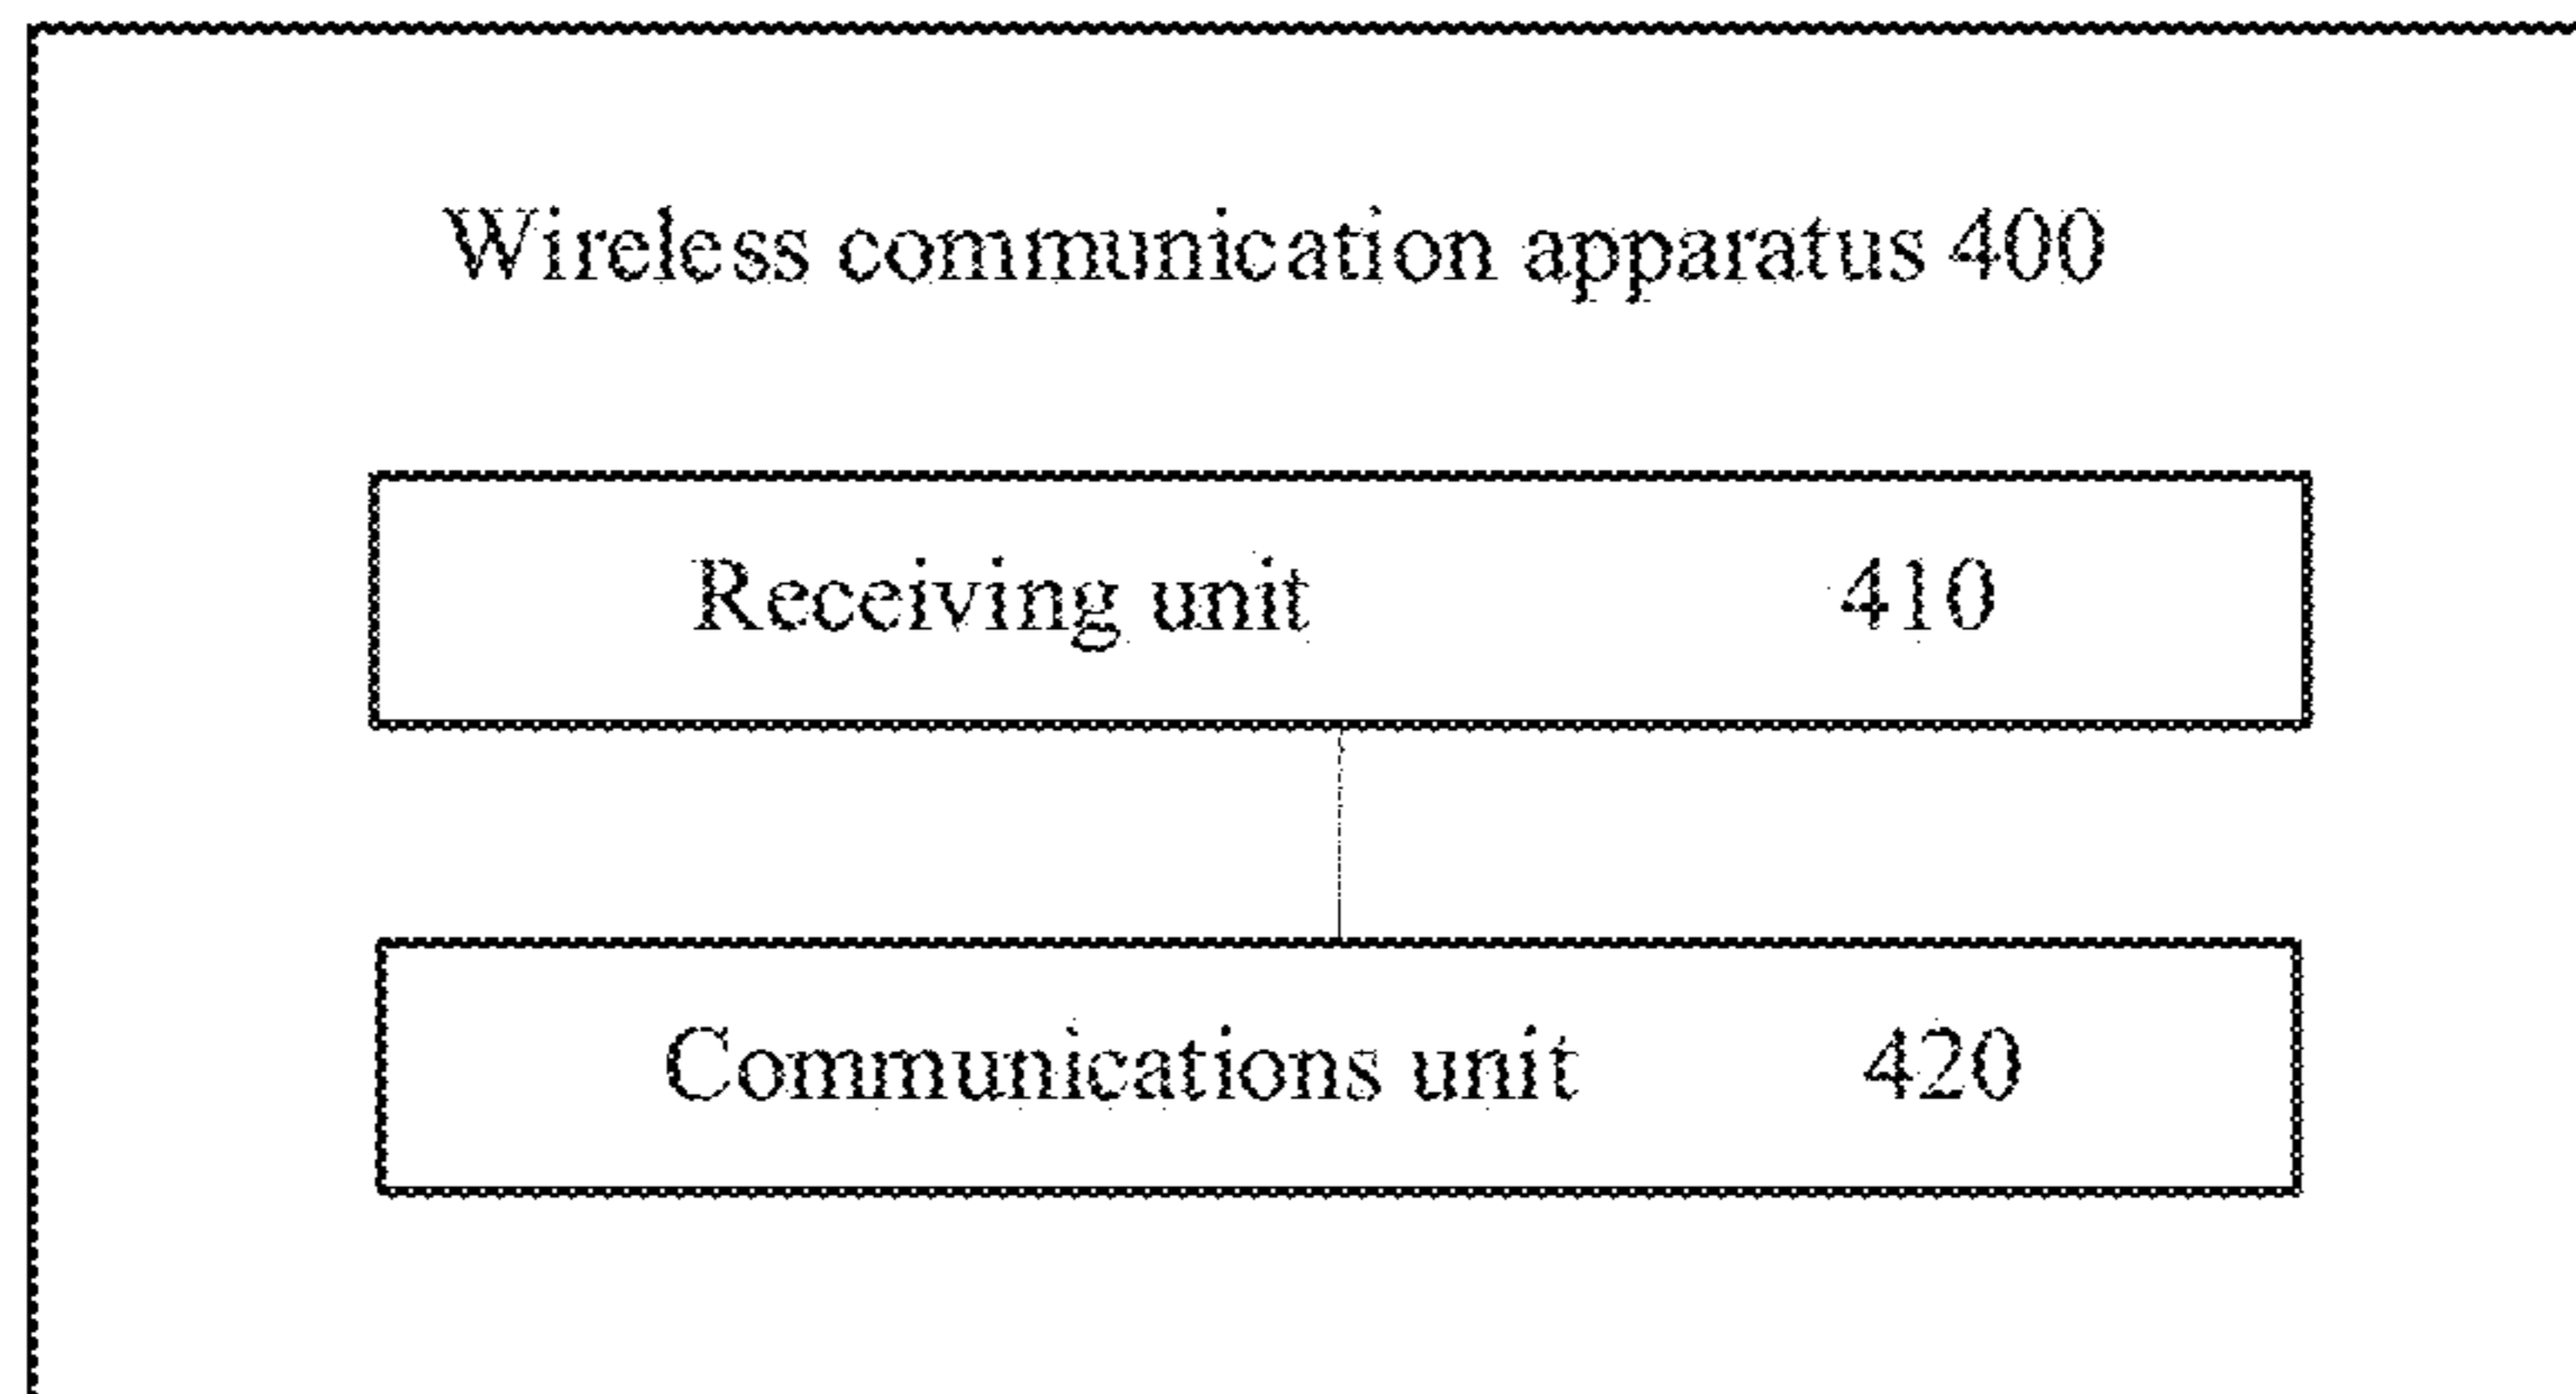 Wireless communication apparatus 400
Receiving unit 410
Communications unit 420